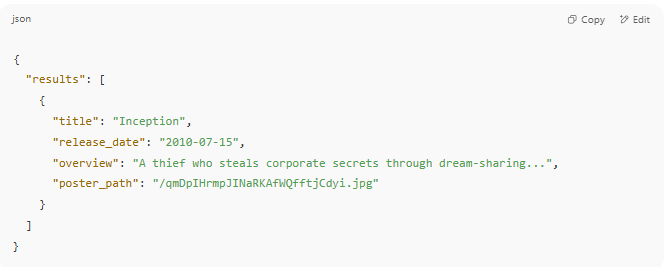 json
Copy
Edit
{
"results": [
{
"title": "Inception",
"release_date": "2010-07-15",
"overview": "A thief who steals corporate secrets through dream-sharing...",
"poster_path": "/qmDpIHrmpJINaRKAfWQfftjCdyi.jpg"
}
]
}